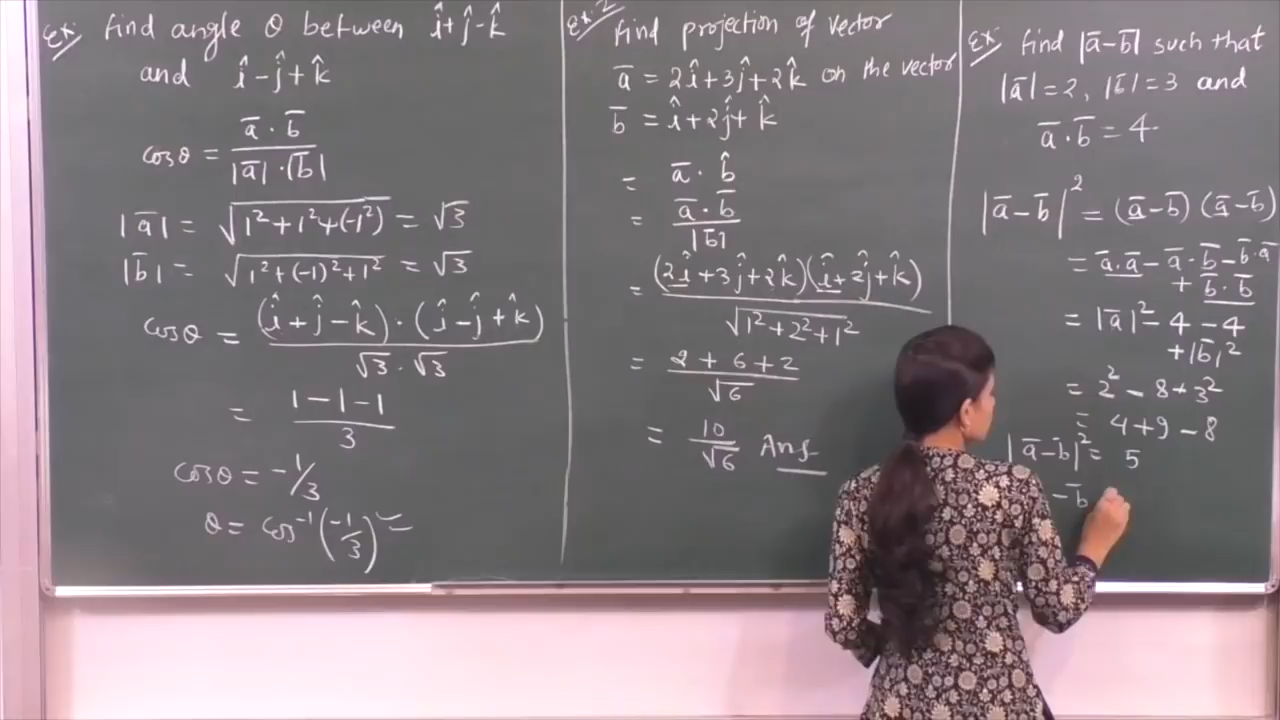 Ex: Find angle θ between î+ĵ-k̂
and î-ĵ+k̂
cosθ = (a̅·b̅)/(|a̅|·|b̅|)
|a̅| = √(1²+1²+(-1²)) = √3
|b̅| = √(1²+(-1)²+1²) = √3
cosθ = ((î+ĵ-k̂)·(î-ĵ+k̂))/(√3·√3)
= (1-1-1)/3
cosθ = -1/3
θ = cos⁻¹(-1/3)
Ex:2 Find projection of vector
a̅ = 2î+3ĵ+2k̂ on the vector
b̅ = î+2ĵ+k̂
= a̅·b̂
= (a̅·b̅)/|b̅|
= ((2î+3ĵ+2k̂)(î+2ĵ+k̂))/√(1²+2²+1²)
= (2+6+2)/√6
= 10/√6 Ans
Ex: Find |a̅-b̅| such that
|a̅|=2, |b̅|=3 and
a̅·b̅=4.
|a̅-b̅|² = (a̅-b̅)(a̅-b̅)
= a̅·a̅-a̅·b̅-b̅·a̅
+b̅·b̅
= |a̅|²-4-4
+|b̅|²
= 2²-8+3²
= 4+9-8
|a̅-b̅|² = 5
-b̅